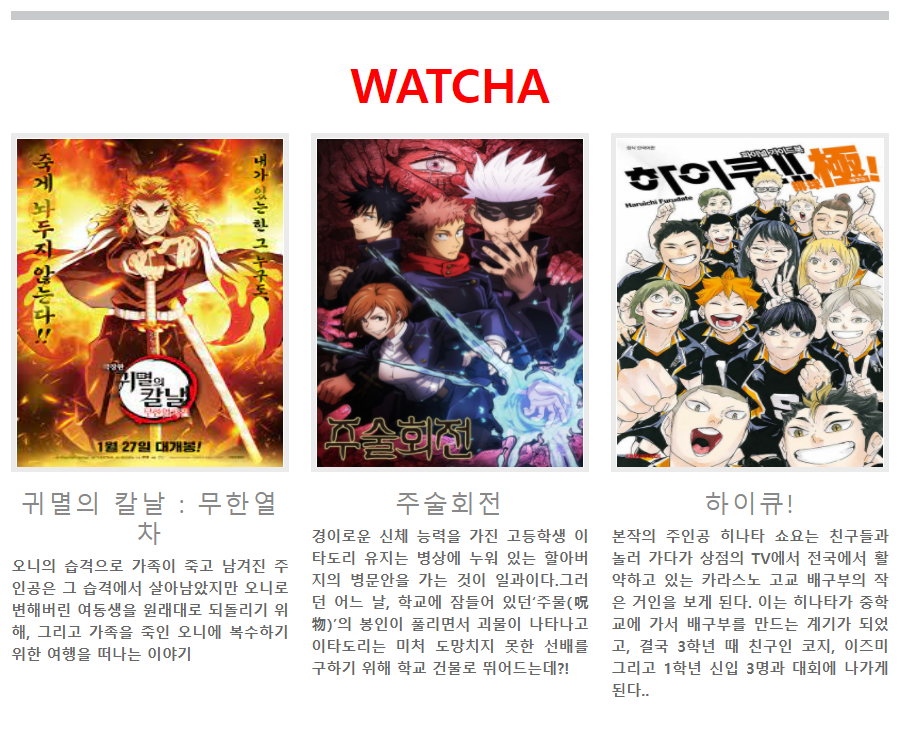 WATCHA
죽게 놔두지 않는다!!
내가 있는 한 그 누구도,
극장판
귀멸의
칼날
무한열차편
1월 27일 대개봉!
주술회전
공식 만화어판
파이널 가이드북
하이큐!!
排球
極!
Haruichi Furudate
귀멸의 칼날 : 무한열
차
오니의 습격으로 가족이 죽고 남겨진 주
인공은 그 습격에서 살아남았지만 오니로
변해버린 여동생을 원래대로 되돌리기 위
해, 그리고 가족을 죽인 오니에 복수하기
위한 여행을 떠나는 이야기
주술회전
경이로운 신체 능력을 가진 고등학생 이
타도리 유지는 병상에 누워 있는 할아버
지의 병문안을 가는 것이 일과이다.그러
던 어느 날, 학교에 잠들어 있던‘주물(呪
物)’의 봉인이 풀리면서 괴물이 나타나고
이타도리는 미처 도망치지 못한 선배를
구하기 위해 학교 건물로 뛰어드는데?!
하이큐!
본작의 주인공 히나타 쇼요는 친구들과
놀러 가다가 상점의 TV에서 전국에서 활
약하고 있는 카라스노 고교 배구부의 작
은 거인을 보게 된다. 이는 히나타가 중학
교에 가서 배구부를 만드는 계기가 되었
고, 결국 3학년 때 친구인 코지, 이즈미
그리고 1학년 신입 3명과 대회에 나가게
된다..